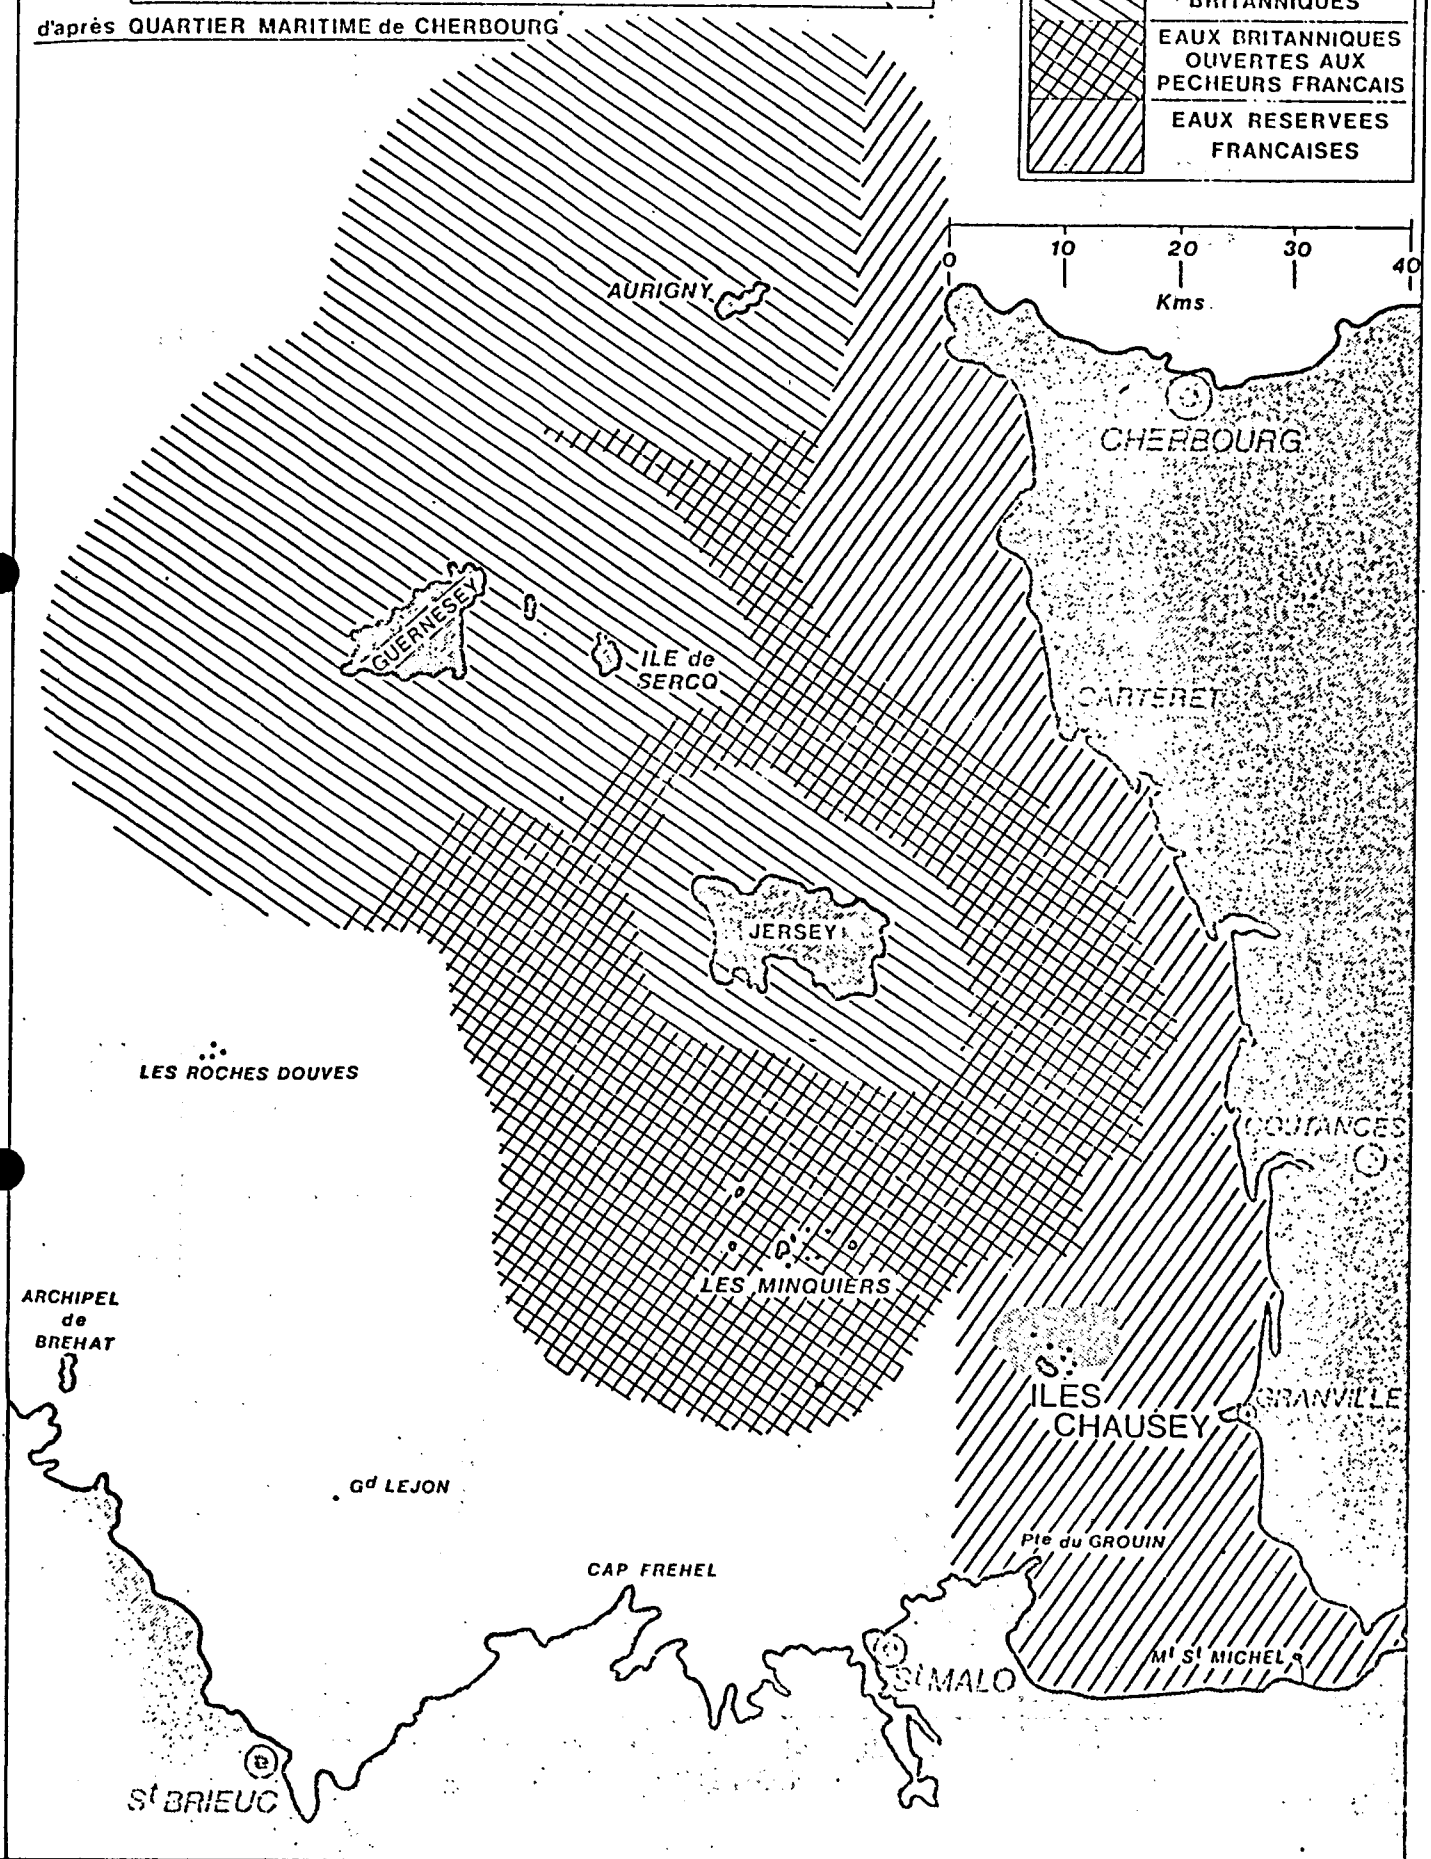 d'après QUARTIER MARITIME de CHERBOURG
BRITANNIQUES
EAUX BRITANNIQUES
OUVERTES AUX
PECHEURS FRANCAIS
EAUX RESERVEES
FRANCAISES
0 10 20 30 40
Kms
AURIGNY
CHERBOURG
GUERNESEY
ILE de
SERCQ
CARTERET
JERSEY
LES ROCHES DOUVES
COUTANCES
LES MINQUIERS
ARCHIPEL
de
BREHAT
ILES
CHAUSEY
GRANVILLE
Gd LEJON
Pte du GROUIN
CAP FREHEL
Mt St MICHEL
St MALO
St BRIEUC